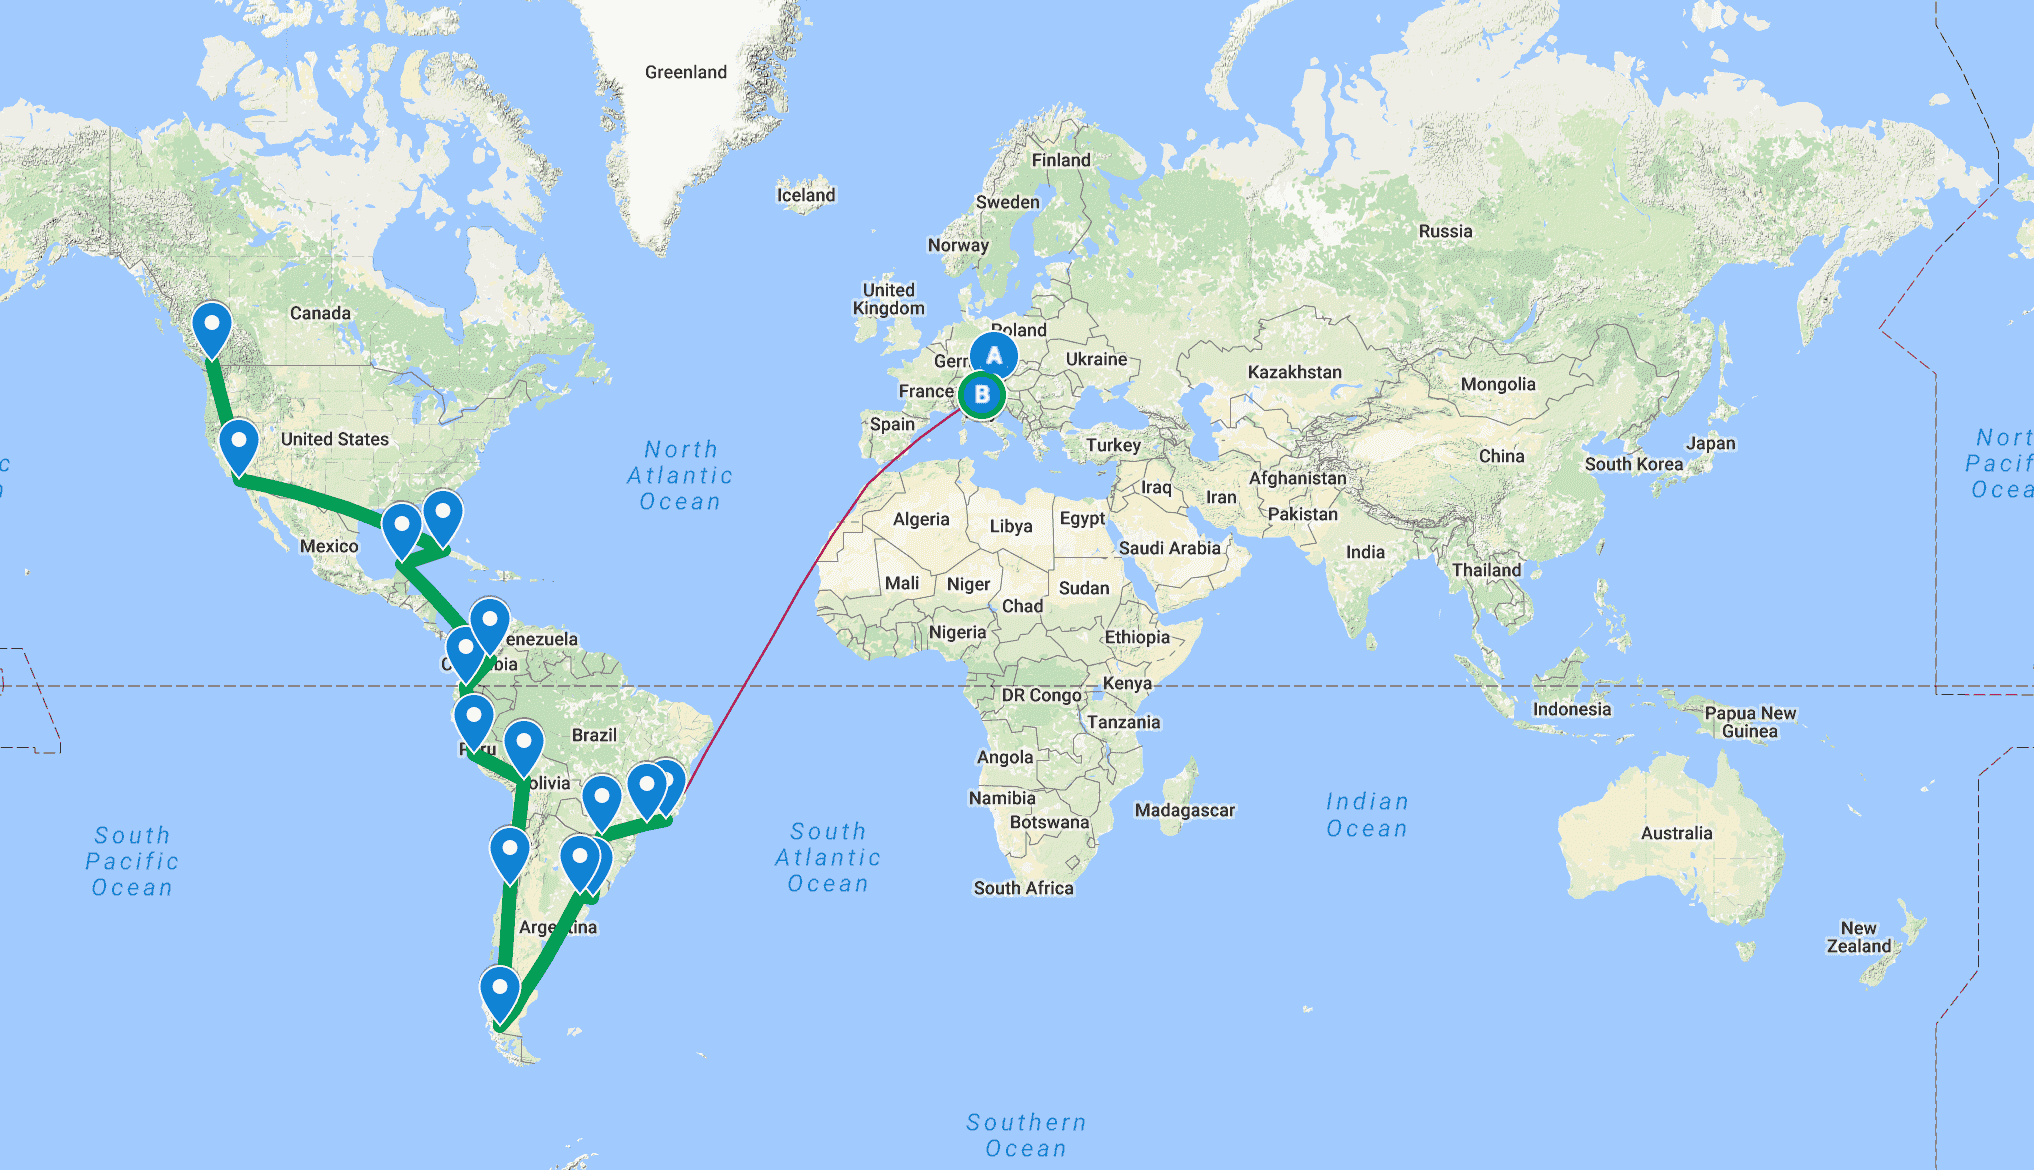 Greenland
Finland
Iceland
Sweden
Russia
Norway
United
Kingdom
Canada
Poland
A
Germ
Ukraine
Kazakhstan
Mongolia
France
B
Spain
United States
Turkey
Japan
North
Atlantic
Ocean
China
South Korea
Afghanistan
Iraq
Iran
Pakistan
Algeria
Libya
Egypt
Mexico
Saudi Arabia
India
Thailand
Mali
Niger
Sudan
Chad
Nigeria
Ethiopia
enezuela
C
bia
Kenya
DR Congo
Indonesia
Papua New
Guinea
Tanzania
Brazil
P ru
Angola
olivia
Namibia
Madagascar
Indian
Ocean
Botswana
Australia
South
Pacific
Ocean
South
Atlantic
Ocean
South Africa
Argentina
New
Zealand
Southern
Ocean
Nort
Pacif
Ocea
c
n